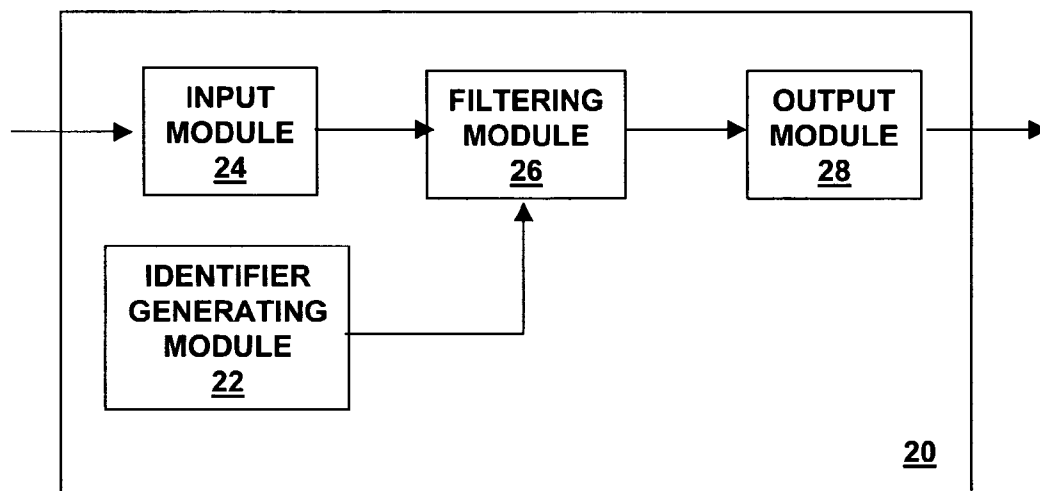 INPUT
MODULE
24
FILTERING
MODULE
26
OUTPUT
MODULE
28
IDENTIFIER
GENERATING
MODULE
22
20